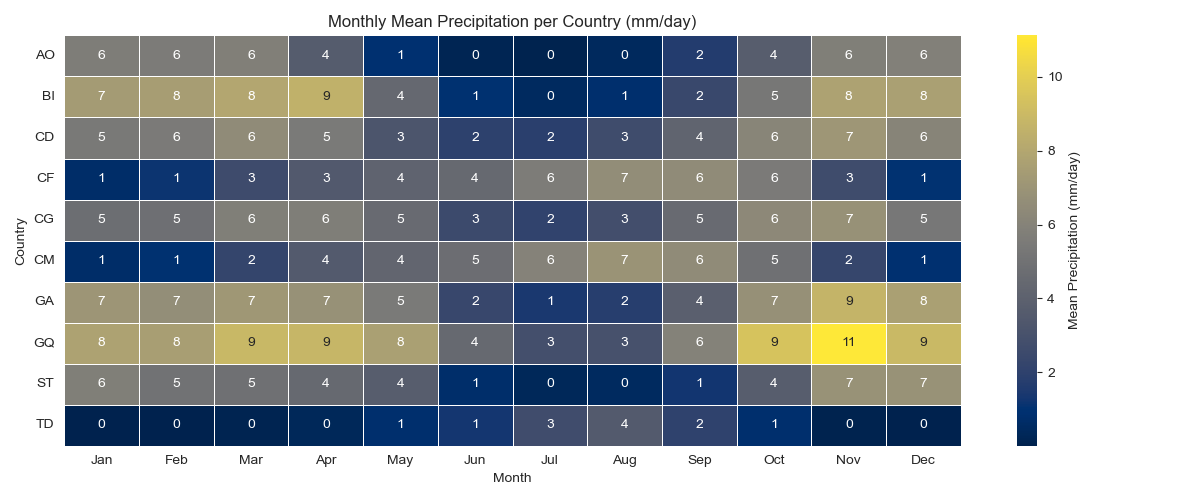 Monthly Mean Precipitation per Country (mm/day)
AO 6 6 6 4 1 0 0 0 2 4 6 6
BI 7 8 8 9 4 1 0 1 2 5 8 8
CD 5 6 6 5 3 2 2 3 4 6 7 6
CF 1 1 3 3 4 4 6 7 6 6 3 1
CG 5 5 6 6 5 3 2 3 5 6 7 5
CM 1 1 2 4 4 5 6 7 6 5 2 1
GA 7 7 7 7 5 2 1 2 4 7 9 8
GQ 8 8 9 9 8 4 3 3 6 9 11 9
ST 6 5 5 4 4 1 0 0 1 4 7 7
TD 0 0 0 0 1 1 3 4 2 1 0 0
Jan Feb Mar Apr May Jun Jul Aug Sep Oct Nov Dec
Month
Country
10
8
6
4
2
Mean Precipitation (mm/day)